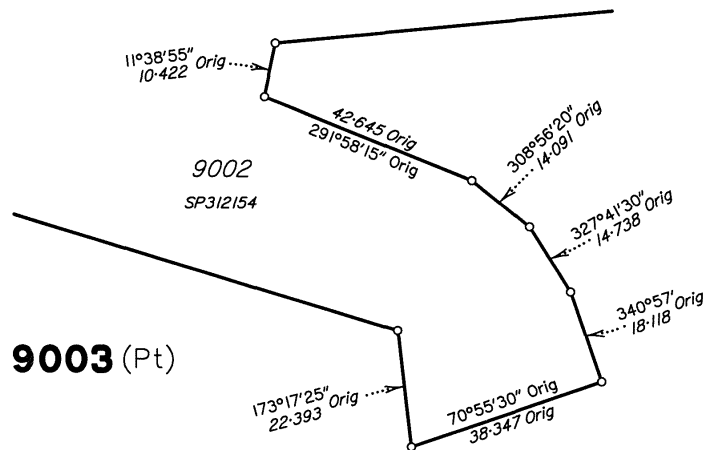 11°38'55"
10·422 Orig
42·645 Orig
291°58'15" Orig
308°56'20"
14·091 Orig
9002
SP312154
327°41'30"
14·738 Orig
340°57' Orig
18·118
9003 (Pt)
173°17'25"
22·393 Orig
70°55'30" Orig
38·347 Orig